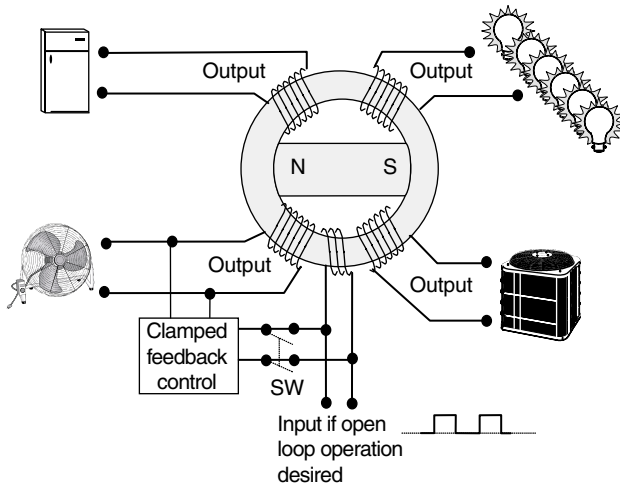 Output
Output
N
S
Output
Output
Clamped
feedback
control
SW
Input if open
loop operation
desired